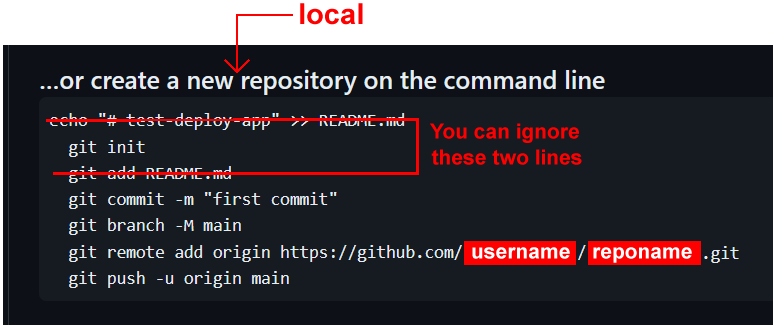 local
...or create a new repository on the command line
echo "# test-deploy-app" >> README.md
git init
git add README.md
git commit -m "first commit"
git branch -M main
git remote add origin https://github.com/username/reponame.git
git push -u origin main
You can ignore
these two lines